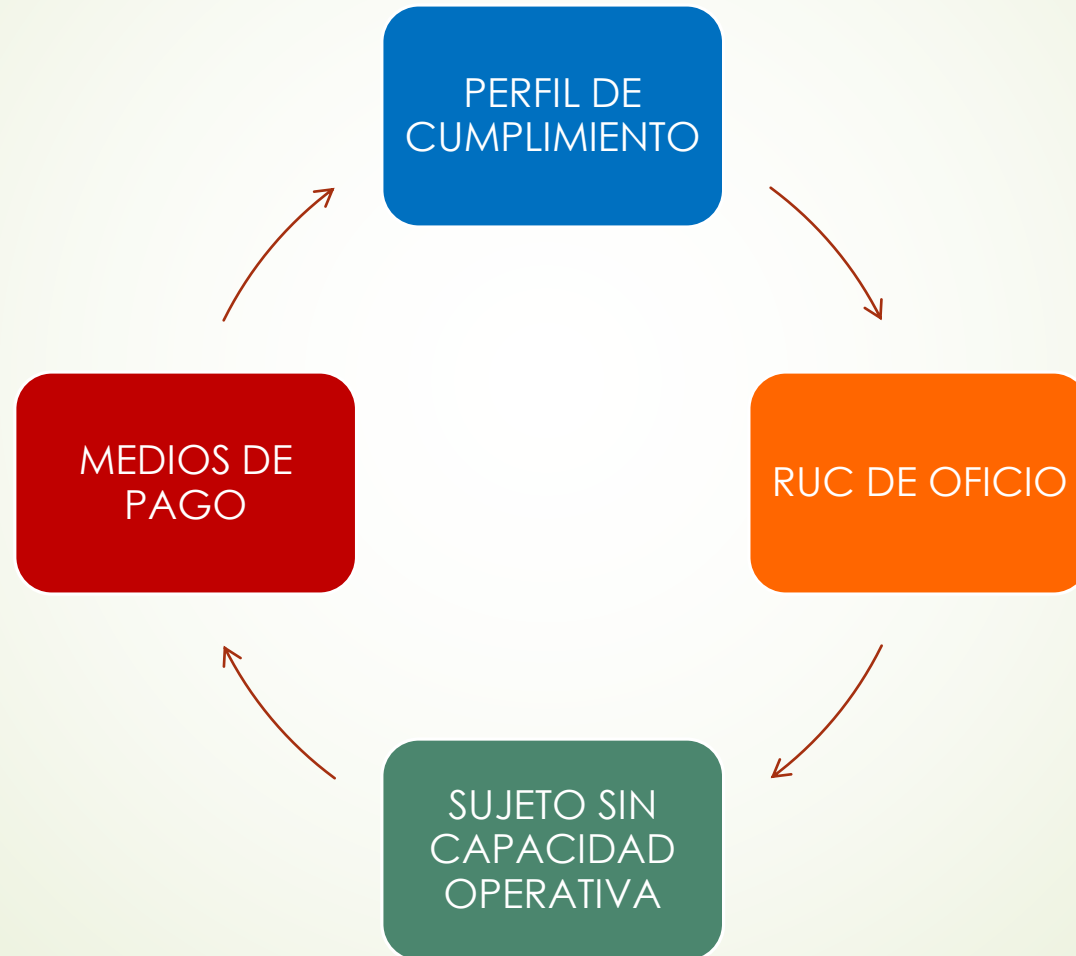 PERFIL DE
CUMPLIMIENTO
RUC DE OFICIO
SUJETO SIN
CAPACIDAD
OPERATIVA
MEDIOS DE
PAGO